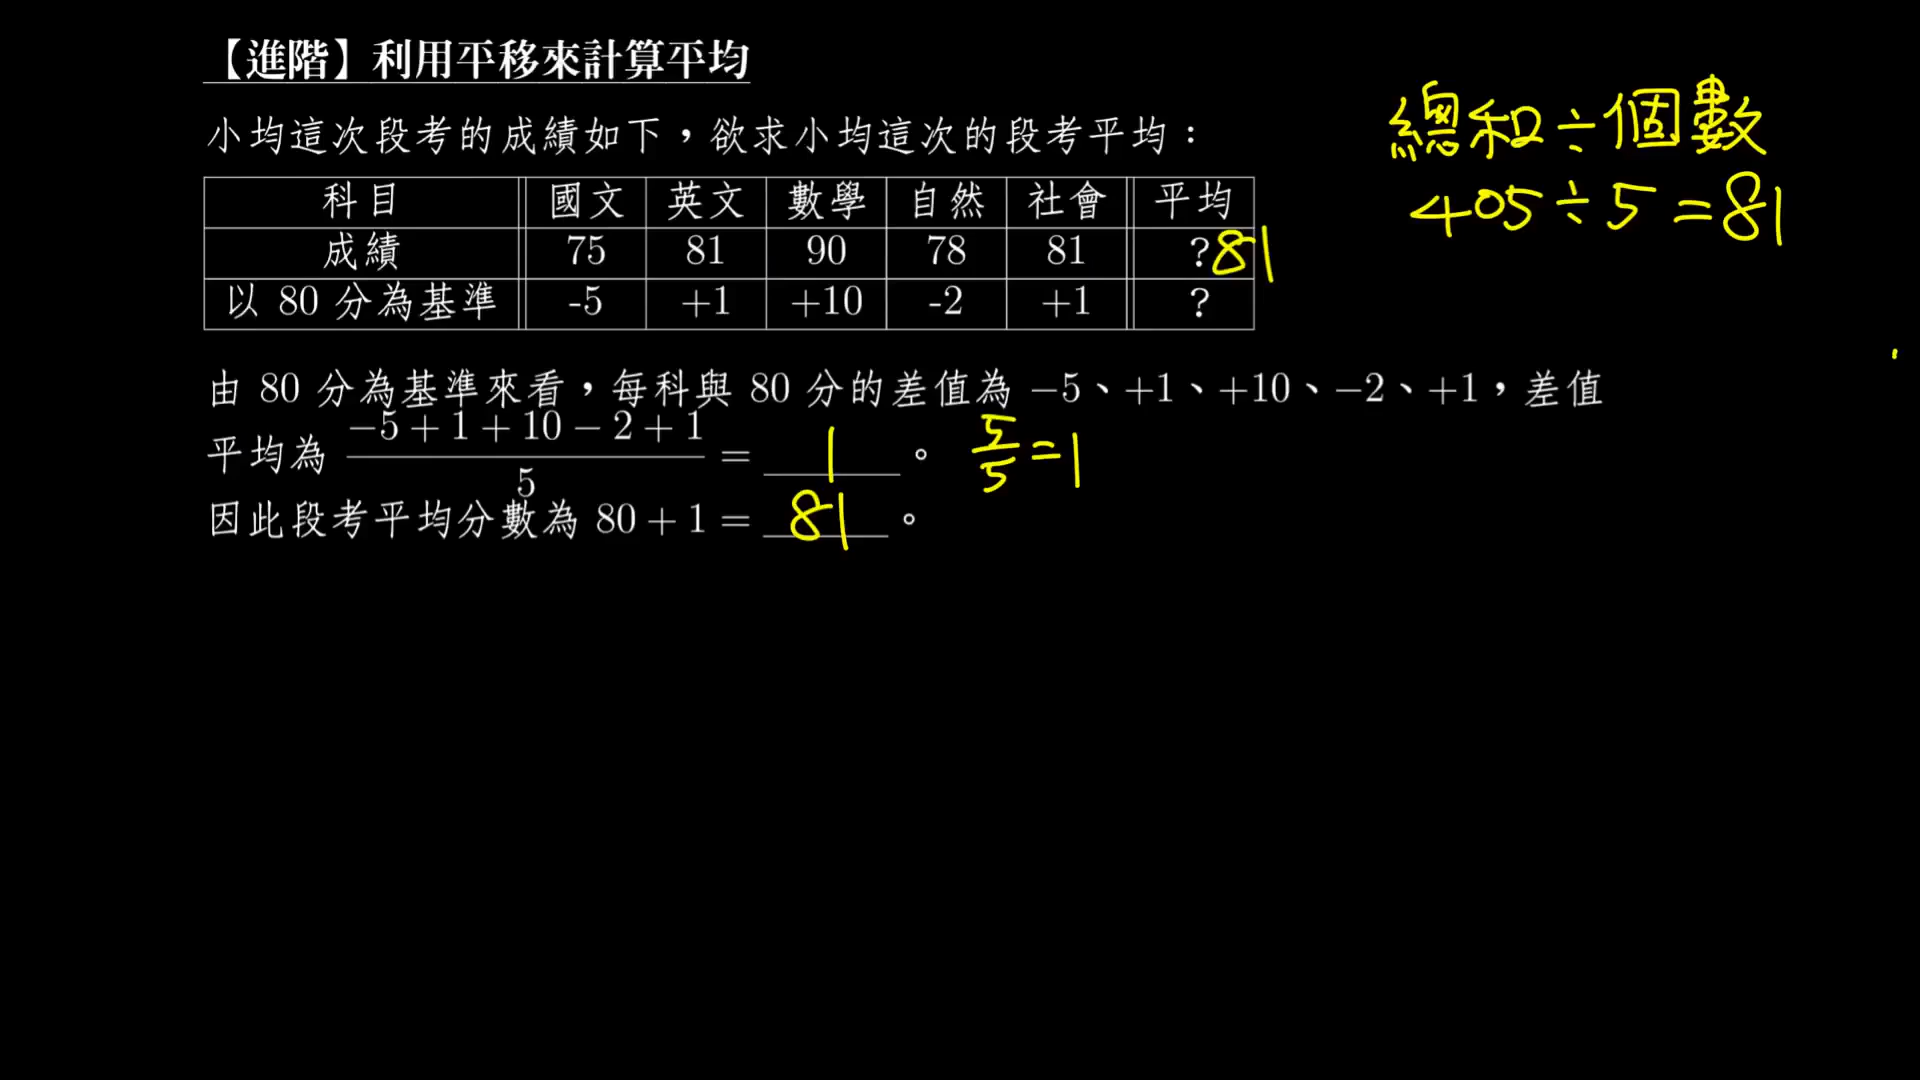 【進階】利用平移來計算平均
總和÷個數
小均這次段考的成績如下，欲求小均這次的段考平均：
405÷5=81
科目 國文 英文 數學 自然 社會 平均
成績 75 81 90 78 81 ? 81
以 80 分為基準 -5 +1 +10 -2 +1 ?
由 80 分為基準來看，每科與 80 分的差值為 −5、+1、+10、−2、+1，差值
平均為 (−5+1+10−2+1)/5 = 1 。 5/5=1
因此段考平均分數為 80+1= 81 。